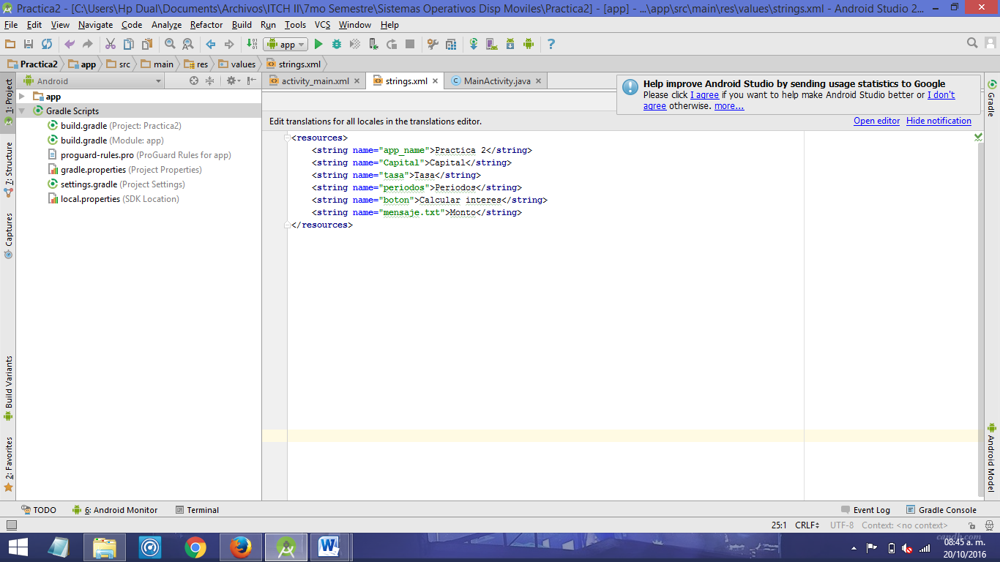 Practica2 - [C:\Users\Hp Dual\Documents\Archivos\ITCH II\7mo Semestre\Sistemas Operativos Disp Moviles\Practica2] - [app] - ...\app\src\main\res\values\strings.xml - Android Studio 2...
File Edit View Navigate Code Analyze Refactor Build Run Tools VCS Window Help
app
Practica2 app src main res values strings.xml
Android
activity_main.xml strings.xml MainActivity.java
Help improve Android Studio by sending usage statistics to Google
Please click I agree if you want to help make Android Studio better or I don't
agree otherwise. more...
Edit translations for all locales in the translations editor.
Open editor Hide notification
1: Project
7: Structure
Captures
Build Variants
2: Favorites
app
Gradle Scripts
build.gradle (Project: Practica2)
build.gradle (Module: app)
proguard-rules.pro (ProGuard Rules for app)
gradle.properties (Project Properties)
settings.gradle (Project Settings)
local.properties (SDK Location)
<resources>
    <string name="app_name">Practica 2</string>
    <string name="Capital">Capital</string>
    <string name="tasa">Tasa</string>
    <string name="periodos">Periodos</string>
    <string name="boton">Calcular interes</string>
    <string name="mensaje.txt">Monto</string>
</resources>
Gradle
Android Model
TODO 6: Android Monitor Terminal Event Log Gradle Console
25:1 CRLF UTF-8 Context: <no context>
candb.com
08:45 a. m.
20/10/2016